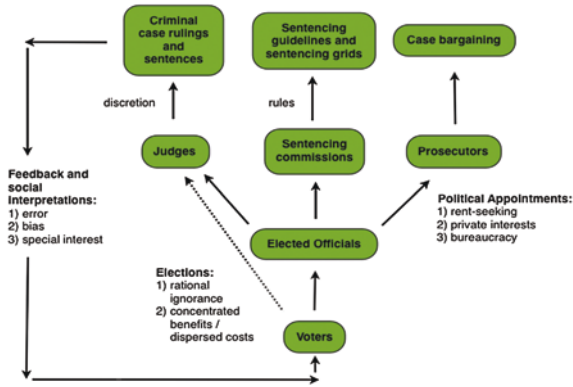 Criminal
case rulings
and
sentences
Sentencing
guidelines and
sentencing grids
Case bargaining
discretion
rules
Judges
Sentencing
commissions
Prosecutors
Feedback and
social
Interpretations:
1) error
2) bias
3) special interest
Political Appointments:
1) rent-seeking
2) private interests
3) bureaucracy
Elected Officials
Elections:
1) rational
ignorance
2) concentrated
benefits /
dispersed costs
Voters